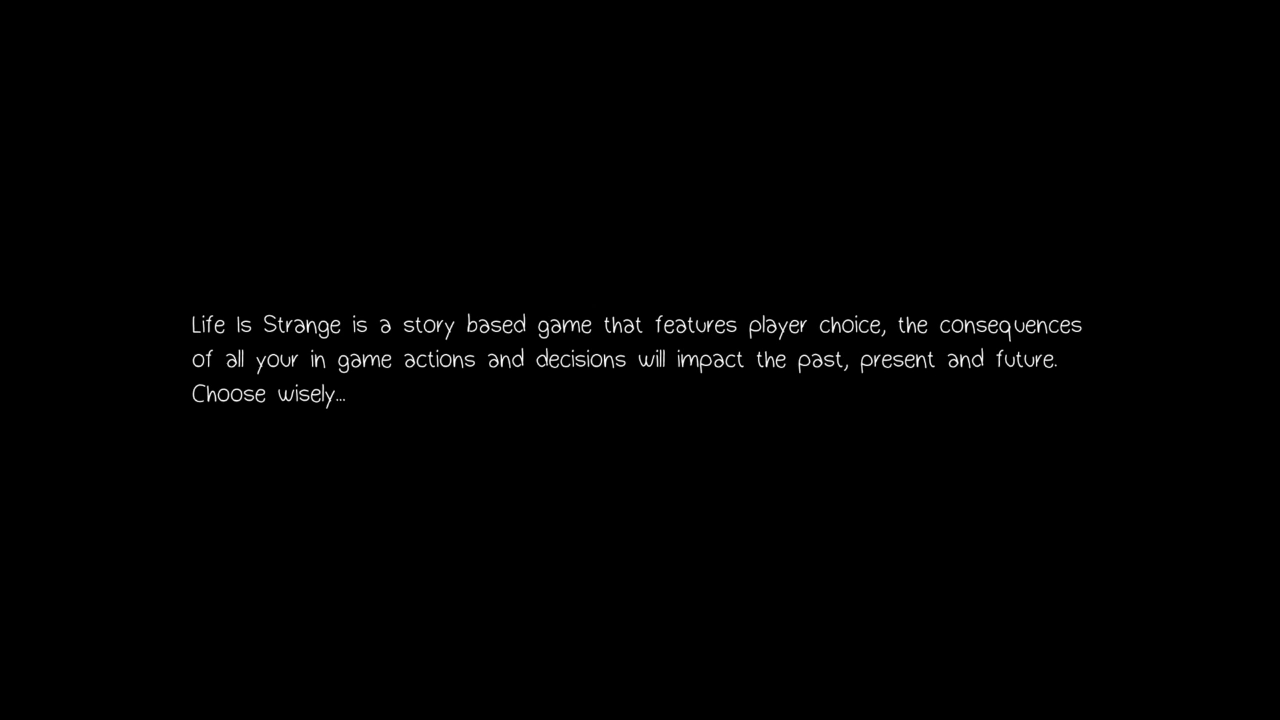 Life Is Strange is a story based game that features player choice, the consequences
of all your in game actions and decisions will impact the past, present and future.
Choose wisely...